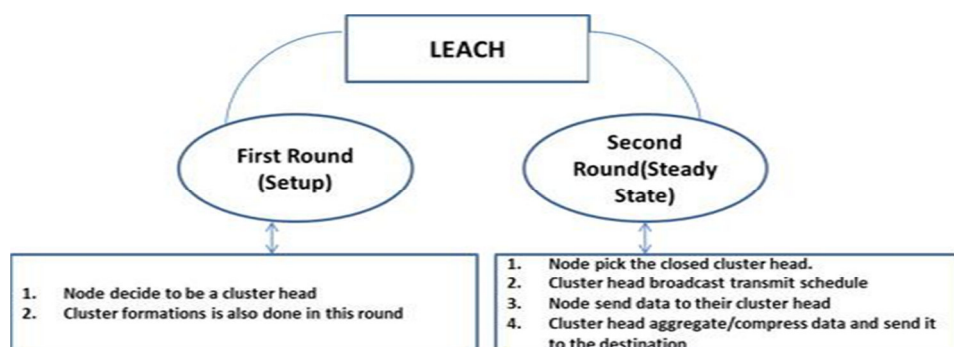 LEACH
First Round
(Setup)
Second
Round(Steady
State)
1. Node decide to be a cluster head
2. Cluster formations is also done in this round
1. Node pick the closed cluster head.
2. Cluster head broadcast transmit schedule
3. Node send data to their cluster head
4. Cluster head aggregate/compress data and send it
to the destination